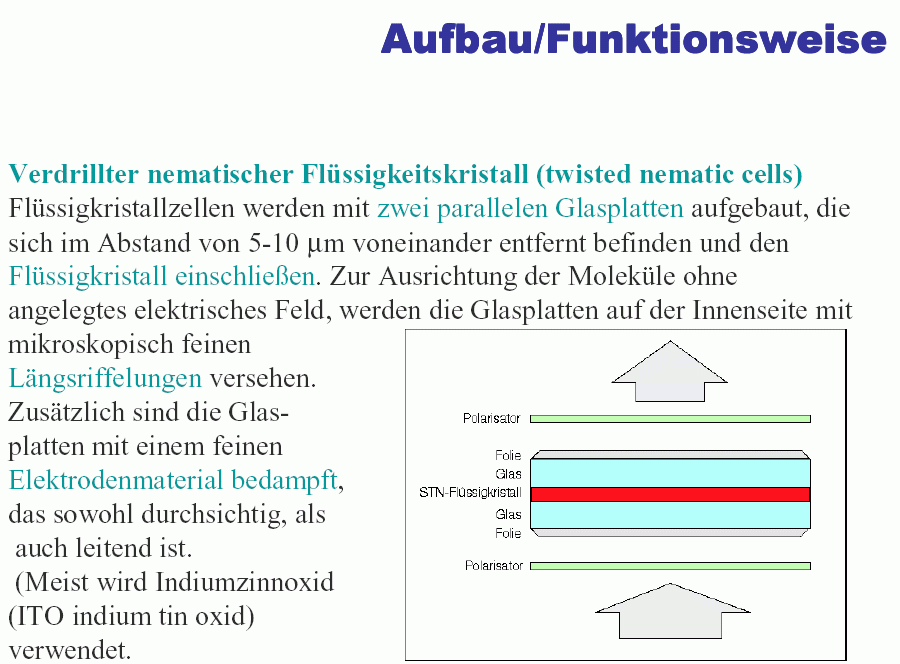 Aufbau/Funktionsweise
Verdrillter nematischer Flüssigkeitskristall (twisted nematic cells)
Flüssigkristallzellen werden mit zwei parallelen Glasplatten aufgebaut, die
sich im Abstand von 5-10 µm voneinander entfernt befinden und den
Flüssigkristall einschließen. Zur Ausrichtung der Moleküle ohne
angelegtes elektrisches Feld, werden die Glasplatten auf der Innenseite mit
mikroskopisch feinen
Längsriffelungen versehen.
Zusätzlich sind die Glas-
platten mit einem feinen
Elektrodenmaterial bedampft,
das sowohl durchsichtig, als
auch leitend ist.
(Meist wird Indiumzinnoxid
(ITO indium tin oxid)
verwendet.
Polarisator
Folie
Glas
STN-Flüssigkristall
Glas
Folie
Polarisator